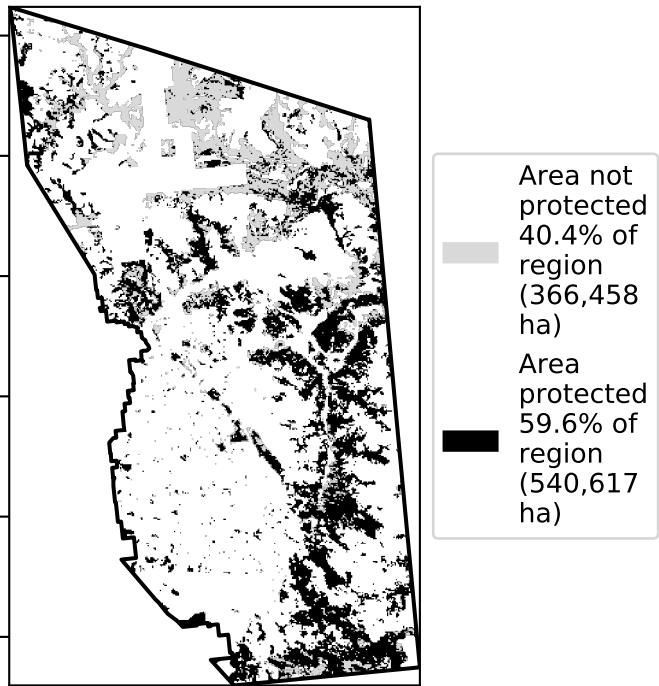 Area not
protected
40.4% of
region
(366,458
ha)
Area
protected
59.6% of
region
(540,617
ha)